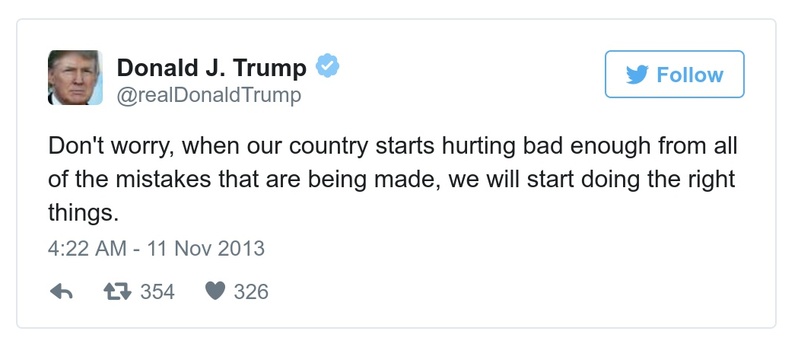 Donald J. Trump
@realDonaldTrump
Follow
Don't worry, when our country starts hurting bad enough from all
of the mistakes that are being made, we will start doing the right
things.
4:22 AM - 11 Nov 2013
354 326